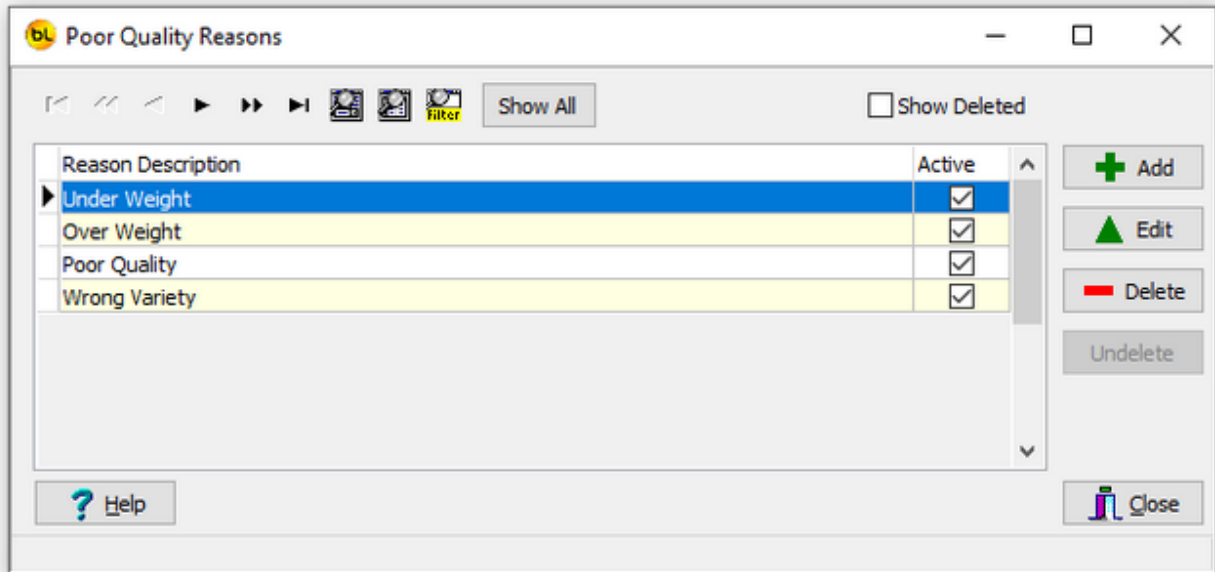 bL Poor Quality Reasons
Filter Show All Show Deleted
Reason Description Active
Under Weight
Over Weight
Poor Quality
Wrong Variety
Add
Edit
Delete
Undelete
? Help
Close